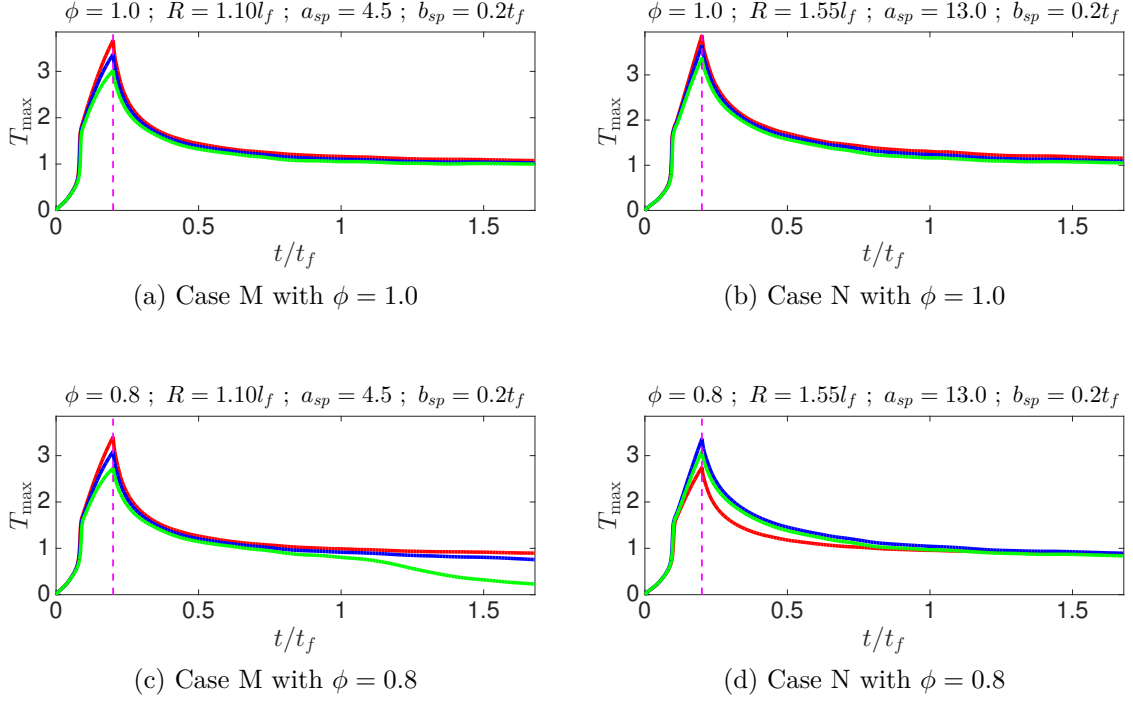 ϕ = 1.0 ; R = 1.10l_f ; a_sp = 4.5 ; b_sp = 0.2t_f
T_max
3
2
1
0
0 0.5 1 1.5
t/t_f
(a) Case M with ϕ = 1.0
ϕ = 1.0 ; R = 1.55l_f ; a_sp = 13.0 ; b_sp = 0.2t_f
T_max
3
2
1
0
0 0.5 1 1.5
t/t_f
(b) Case N with ϕ = 1.0
ϕ = 0.8 ; R = 1.10l_f ; a_sp = 4.5 ; b_sp = 0.2t_f
T_max
3
2
1
0
0 0.5 1 1.5
t/t_f
(c) Case M with ϕ = 0.8
ϕ = 0.8 ; R = 1.55l_f ; a_sp = 13.0 ; b_sp = 0.2t_f
T_max
3
2
1
0
0 0.5 1 1.5
t/t_f
(d) Case N with ϕ = 0.8